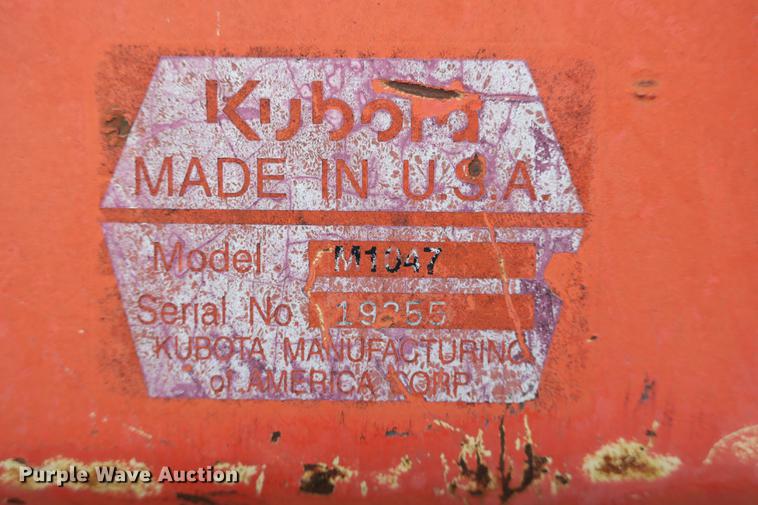 Kubota
MADE IN U.S.A.
Model M1047
Serial No
KUBOTA MANUFACTURING
of AMERICA CORP.
Purple Wave Auction